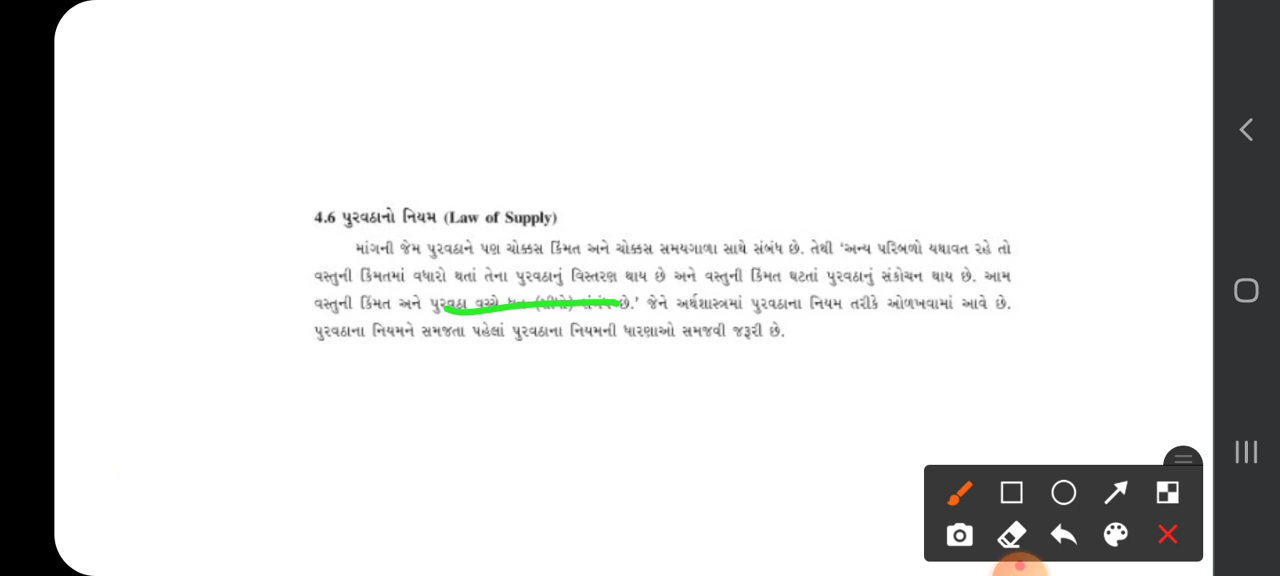 4.6 પુરવઠાનો નિયમ (Law of Supply)
માંગની જેમ પુરવઠાને પણ ચોક્કસ કિંમત અને ચોક્કસ સમયગાળા સાથે સંબંધ છે. તેથી ‘અન્ય પરિબળો યથાવત રહે તો
વસ્તુની કિંમતમાં વધારો થતાં તેના પુરવઠાનું વિસ્તરણ થાય છે અને વસ્તુની કિંમત ઘટતાં પુરવઠાનું સંકોચન થાય છે. આમ
વસ્તુની કિંમત અને પુરવઠા વચ્ચે ધન (સીધો) સંબંધ છે.’ જેને અર્થશાસ્ત્રમાં પુરવઠાના નિયમ તરીકે ઓળખવામાં આવે છે.
પુરવઠાના નિયમને સમજતા પહેલાં પુરવઠાના નિયમની ધારણાઓ સમજવી જરૂરી છે.